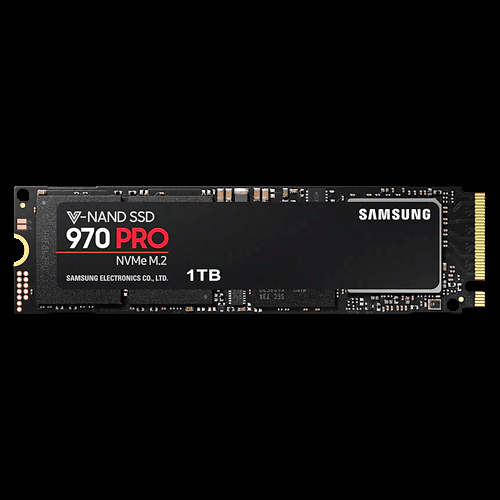 V-NAND SSD
970 PRO
NVMe M.2
SAMSUNG ELECTRONICS CO., LTD.
1TB
SAMSUNG